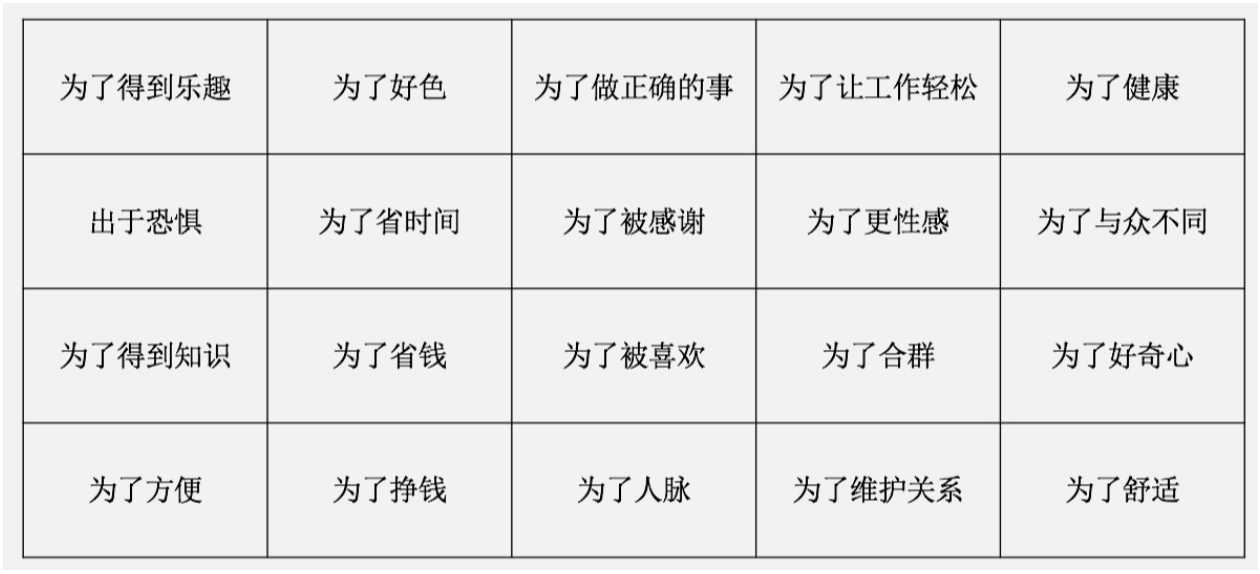 为了得到乐趣 为了好色 为了做正确的事 为了让工作轻松 为了健康
出于恐惧 为了省时间 为了被感谢 为了更性感 为了与众不同
为了得到知识 为了省钱 为了被喜欢 为了合群 为了好奇心
为了方便 为了挣钱 为了人脉 为了维护关系 为了舒适